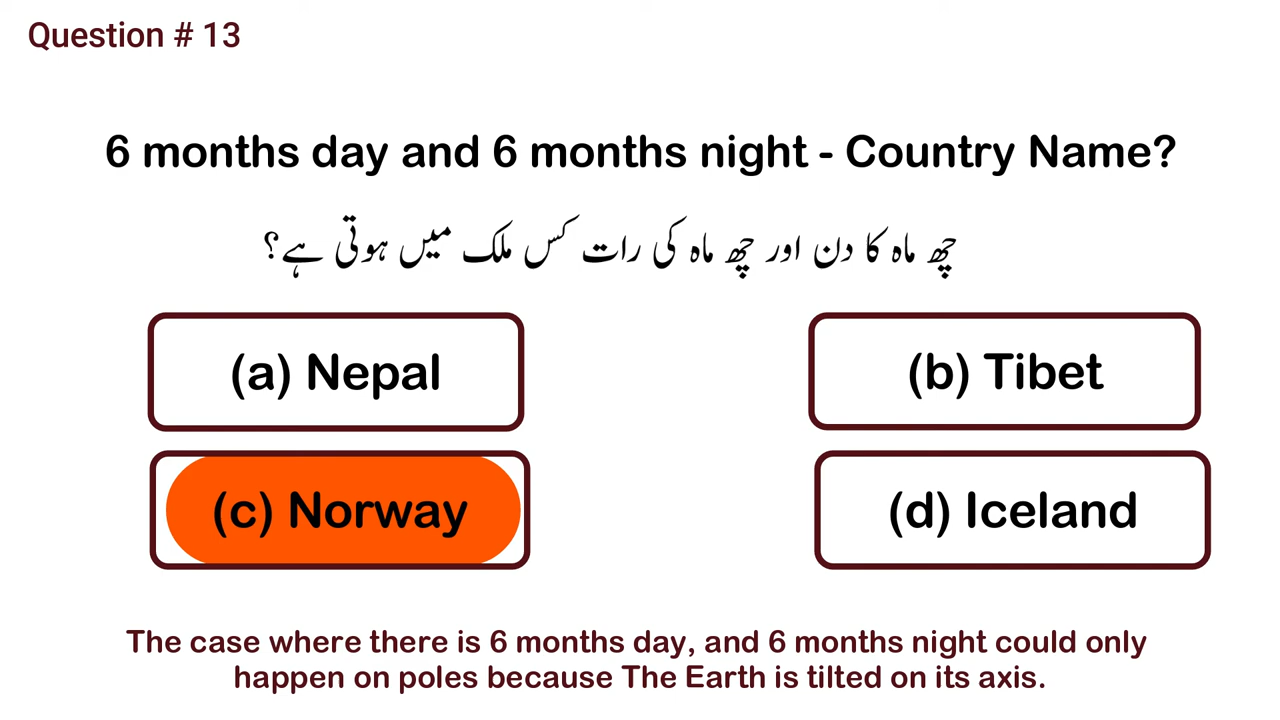 Question # 13
6 months day and 6 months night - Country Name?
چھ ماہ کا دن اور چھ ماہ کی رات کس ملک میں ہوتی ہے؟
(a) Nepal
(b) Tibet
(c) Norway
(d) Iceland
The case where there is 6 months day, and 6 months night could only
happen on poles because The Earth is tilted on its axis.